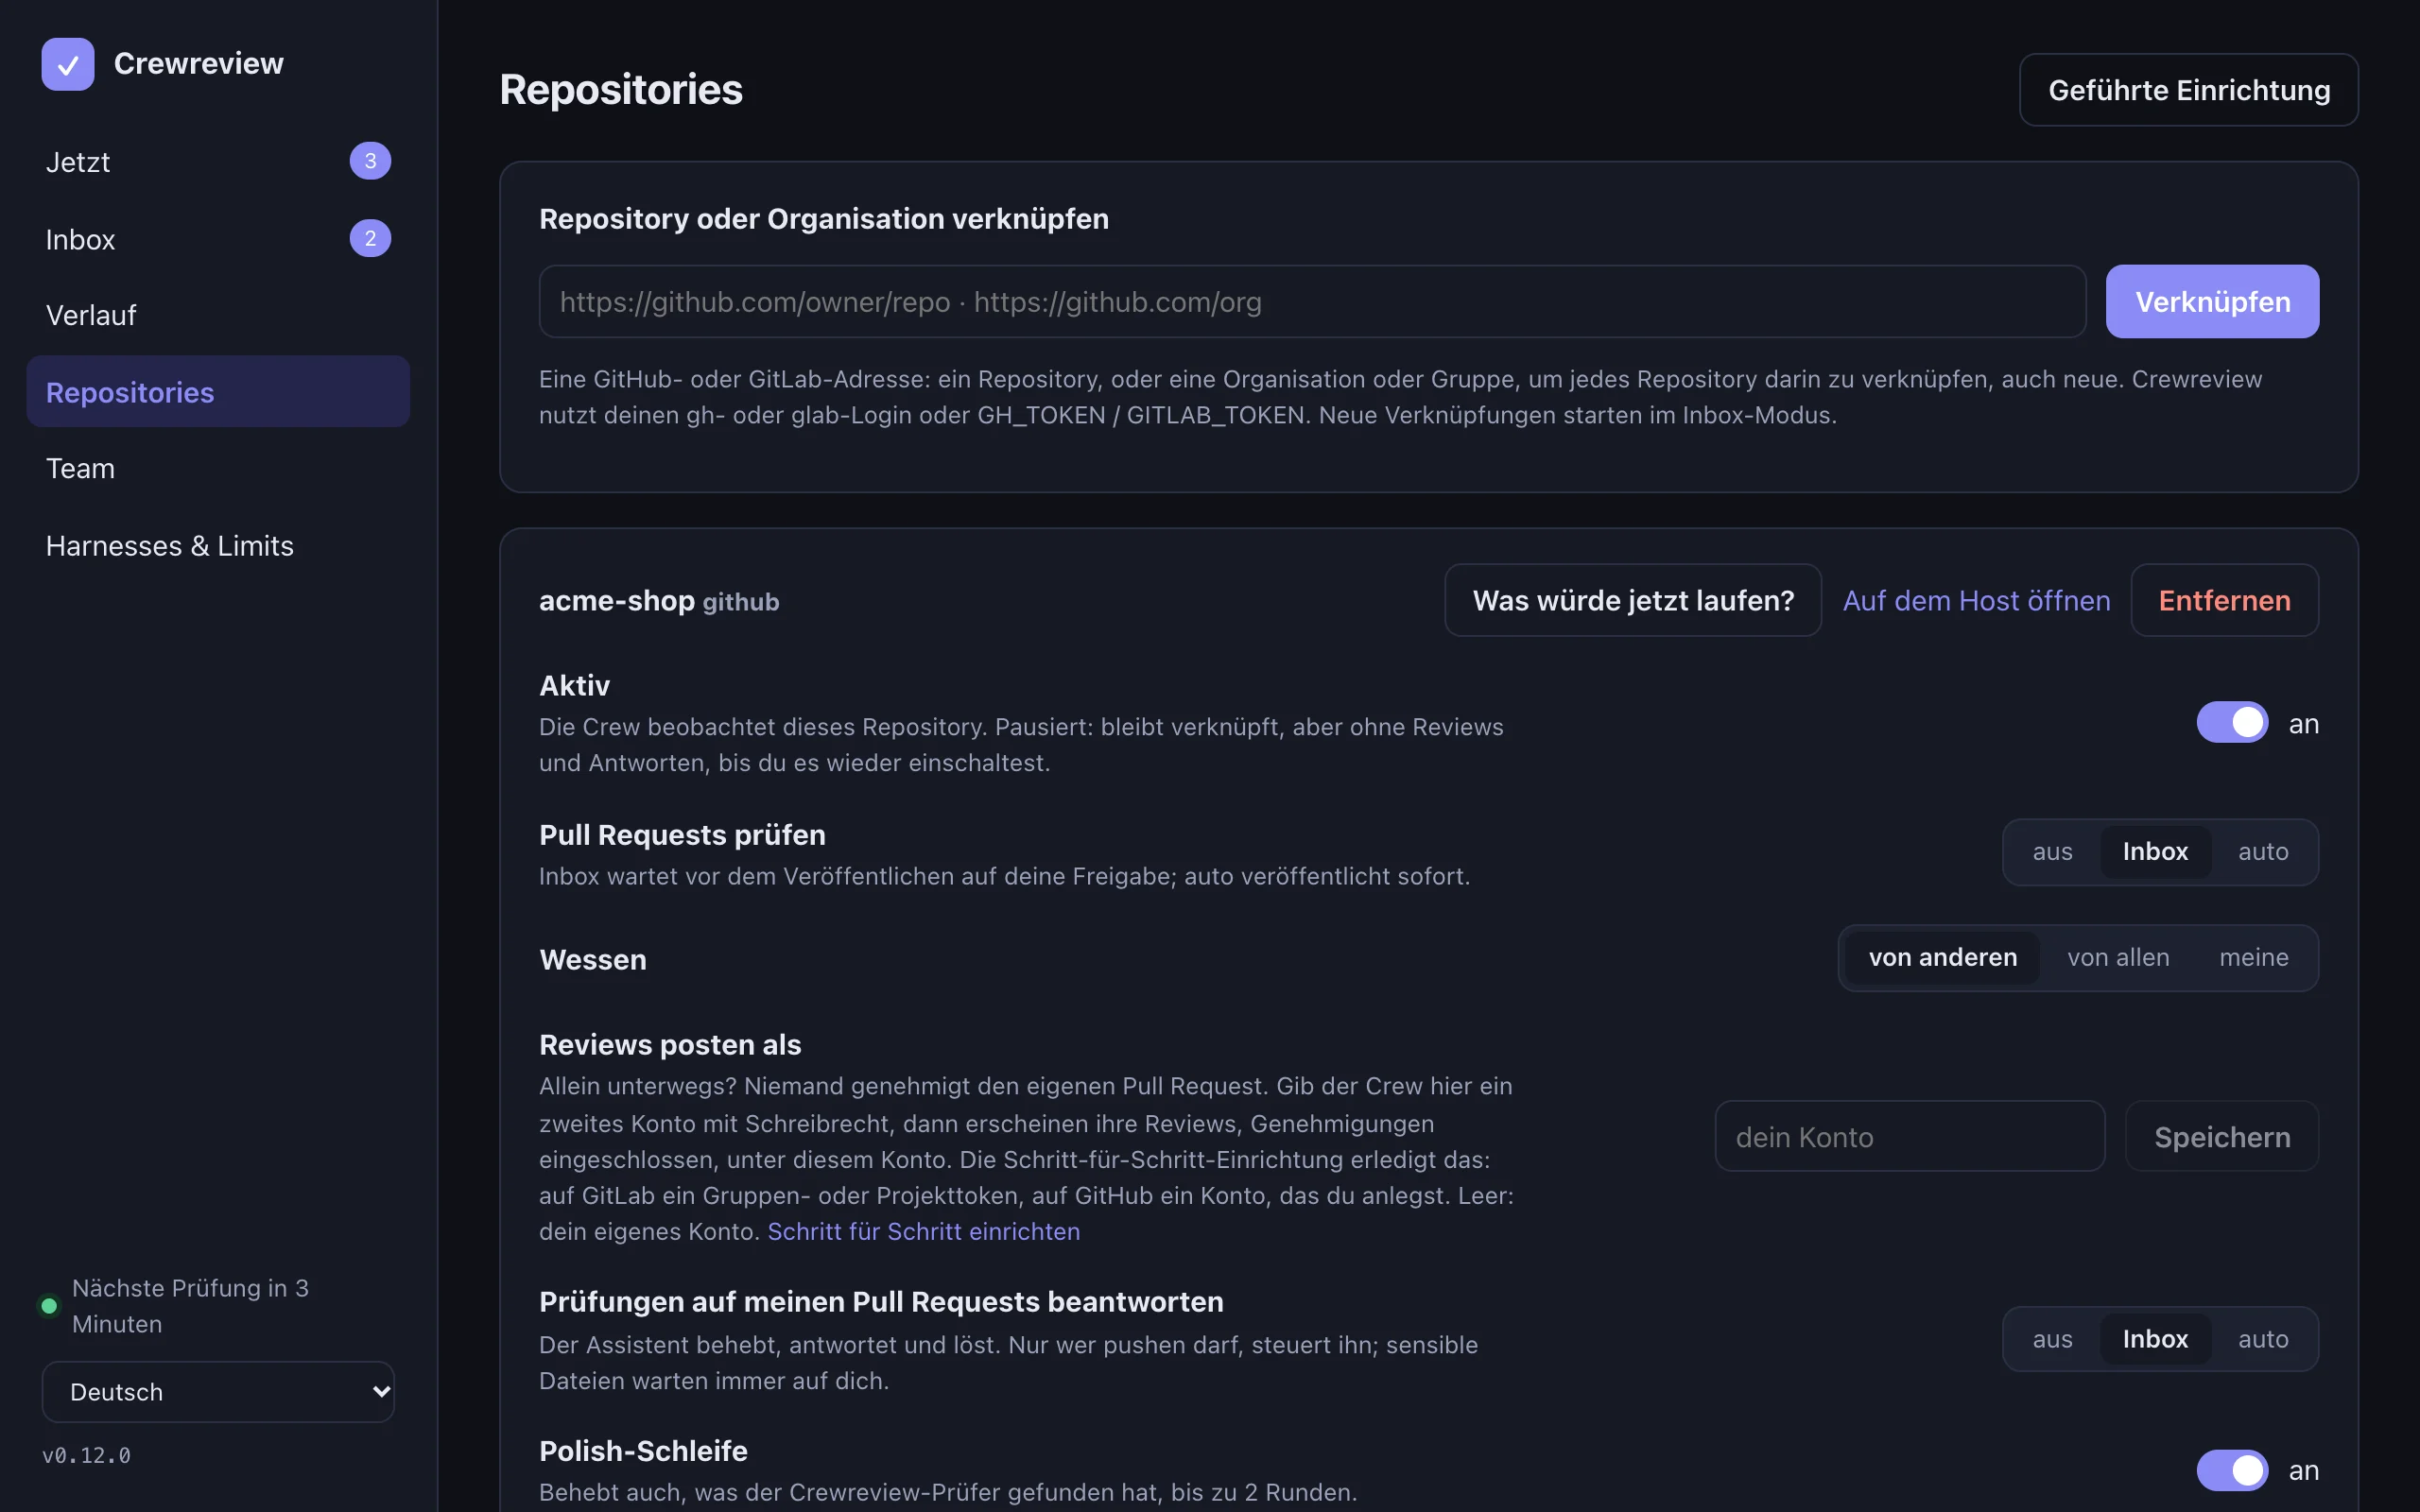 Crewreview
Jetzt 3
Inbox 2
Verlauf
Repositories
Team
Harnesses & Limits
Nächste Prüfung in 3
Minuten
Deutsch
v0.12.0
Repositories
Geführte Einrichtung
Repository oder Organisation verknüpfen
https://github.com/owner/repo · https://github.com/org
Verknüpfen
Eine GitHub- oder GitLab-Adresse: ein Repository, oder eine Organisation oder Gruppe, um jedes Repository darin zu verknüpfen, auch neue. Crewreview
nutzt deinen gh- oder glab-Login oder GH_TOKEN / GITLAB_TOKEN. Neue Verknüpfungen starten im Inbox-Modus.
acme-shop github
Was würde jetzt laufen?
Auf dem Host öffnen
Entfernen
Aktiv
Die Crew beobachtet dieses Repository. Pausiert: bleibt verknüpft, aber ohne Reviews
und Antworten, bis du es wieder einschaltest.
an
Pull Requests prüfen
Inbox wartet vor dem Veröffentlichen auf deine Freigabe; auto veröffentlicht sofort.
aus Inbox auto
Wessen
von anderen von allen meine
Reviews posten als
Allein unterwegs? Niemand genehmigt den eigenen Pull Request. Gib der Crew hier ein
zweites Konto mit Schreibrecht, dann erscheinen ihre Reviews, Genehmigungen
eingeschlossen, unter diesem Konto. Die Schritt-für-Schritt-Einrichtung erledigt das:
auf GitLab ein Gruppen- oder Projekttoken, auf GitHub ein Konto, das du anlegst. Leer:
dein eigenes Konto. Schritt für Schritt einrichten
dein Konto
Speichern
Prüfungen auf meinen Pull Requests beantworten
Der Assistent behebt, antwortet und löst. Nur wer pushen darf, steuert ihn; sensible
Dateien warten immer auf dich.
aus Inbox auto
Polish-Schleife
Behebt auch, was der Crewreview-Prüfer gefunden hat, bis zu 2 Runden.
an